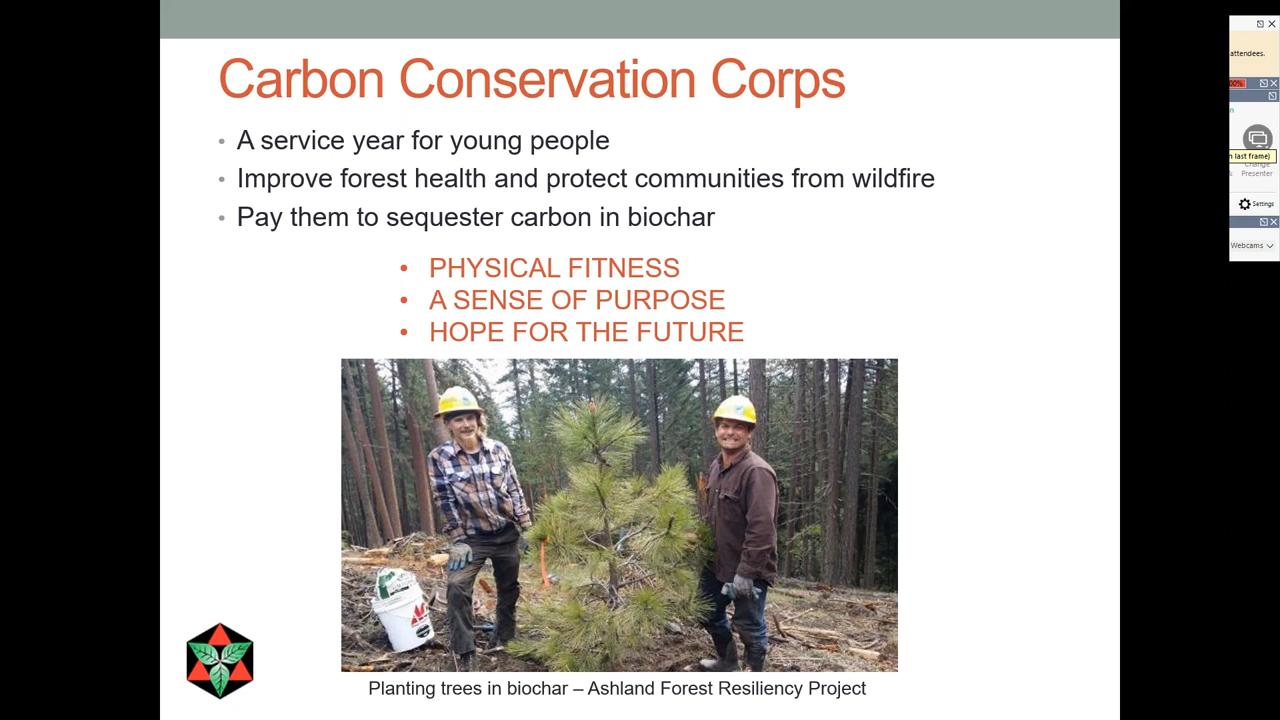 Carbon Conservation Corps
• A service year for young people
• Improve forest health and protect communities from wildfire
• Pay them to sequester carbon in biochar
• PHYSICAL FITNESS
• A SENSE OF PURPOSE
• HOPE FOR THE FUTURE
Planting trees in biochar – Ashland Forest Resiliency Project
attendees.
00%
n last frame)
Change
Presenter
Settings
Webcams